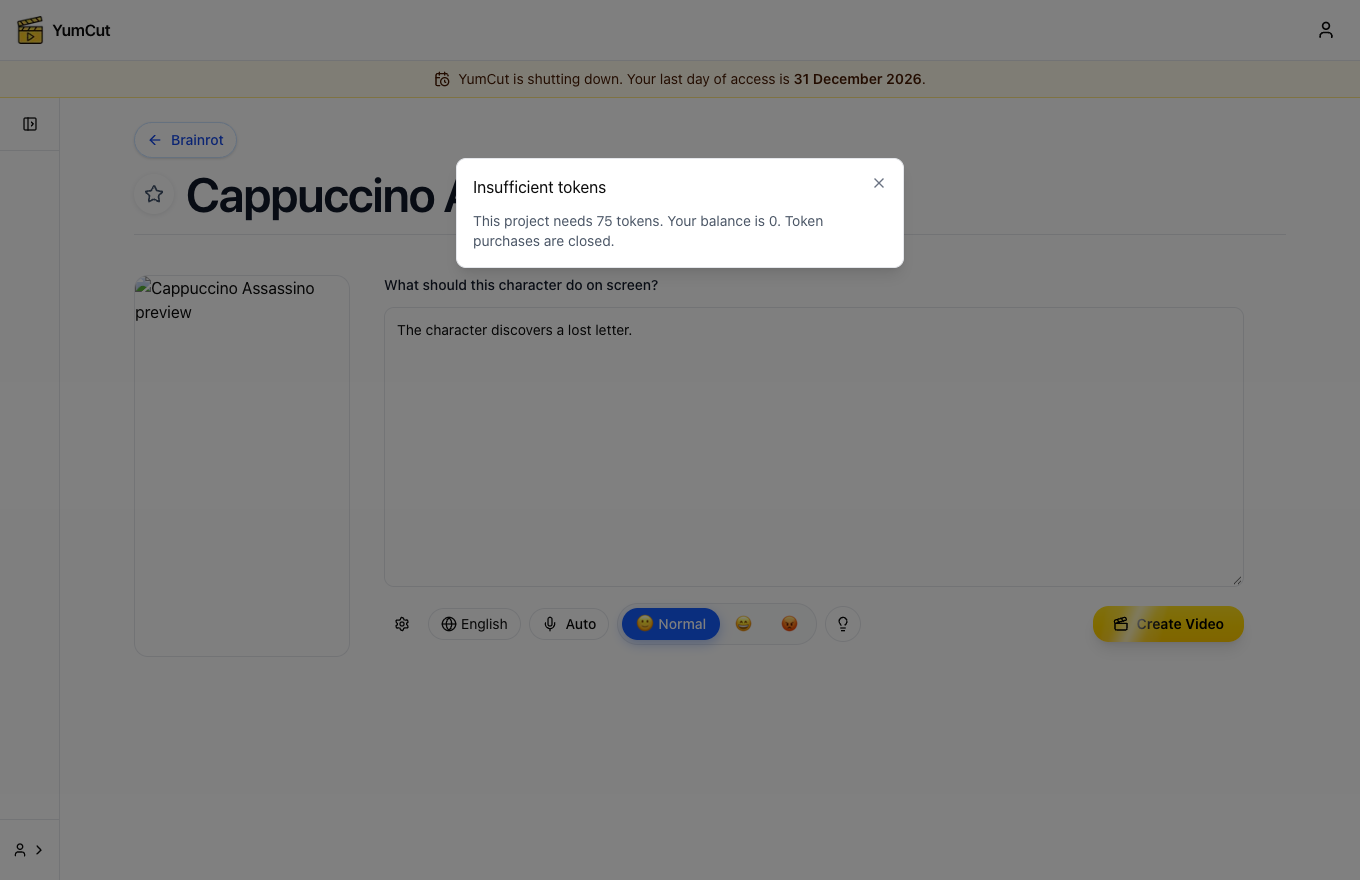 YumCut
YumCut is shutting down. Your last day of access is 31 December 2026.
Brainrot
Cappuccino
Insufficient tokens
This project needs 75 tokens. Your balance is 0. Token
purchases are closed.
Cappuccino Assassino
preview
What should this character do on screen?
The character discovers a lost letter.
English
Auto
Normal
Create Video